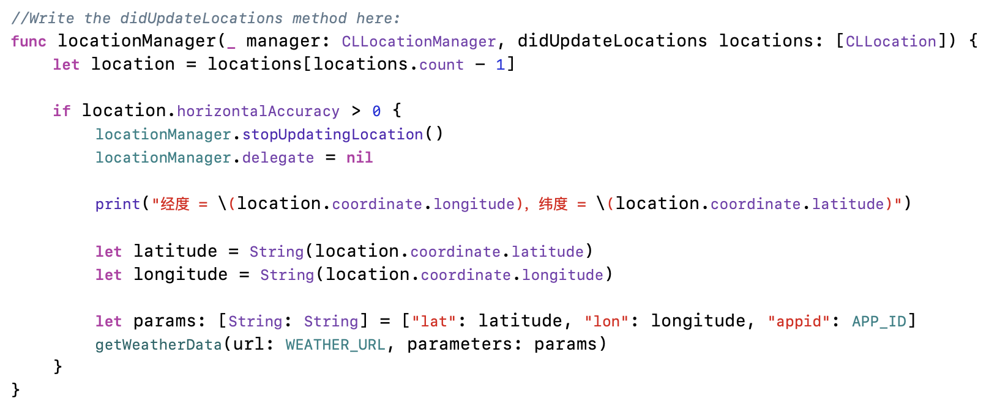 //Write the didUpdateLocations method here:
func locationManager(_ manager: CLLocationManager, didUpdateLocations locations: [CLLocation]) {
let location = locations[locations.count - 1]
if location.horizontalAccuracy > 0 {
locationManager.stopUpdatingLocation()
locationManager.delegate = nil
print("经度 = \(location.coordinate.longitude), 纬度 = \(location.coordinate.latitude)")
let latitude = String(location.coordinate.latitude)
let longitude = String(location.coordinate.longitude)
let params: [String: String] = ["lat": latitude, "lon": longitude, "appid": APP_ID]
getWeatherData(url: WEATHER_URL, parameters: params)
}
}